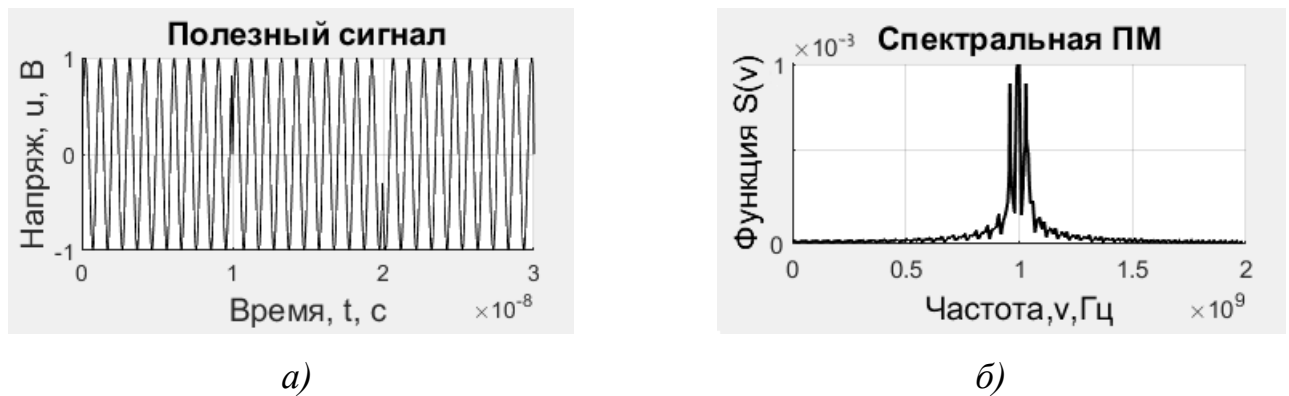 Полезный сигнал
Напряж, u, В
1
0
-1
0
1
2
3
Время, t, с
×10⁻⁸
а)
×10⁻³
Спектральная ПМ
Функция S(v)
1
0
0
0.5
1
1.5
2
Частота,v,Гц
×10⁹
б)